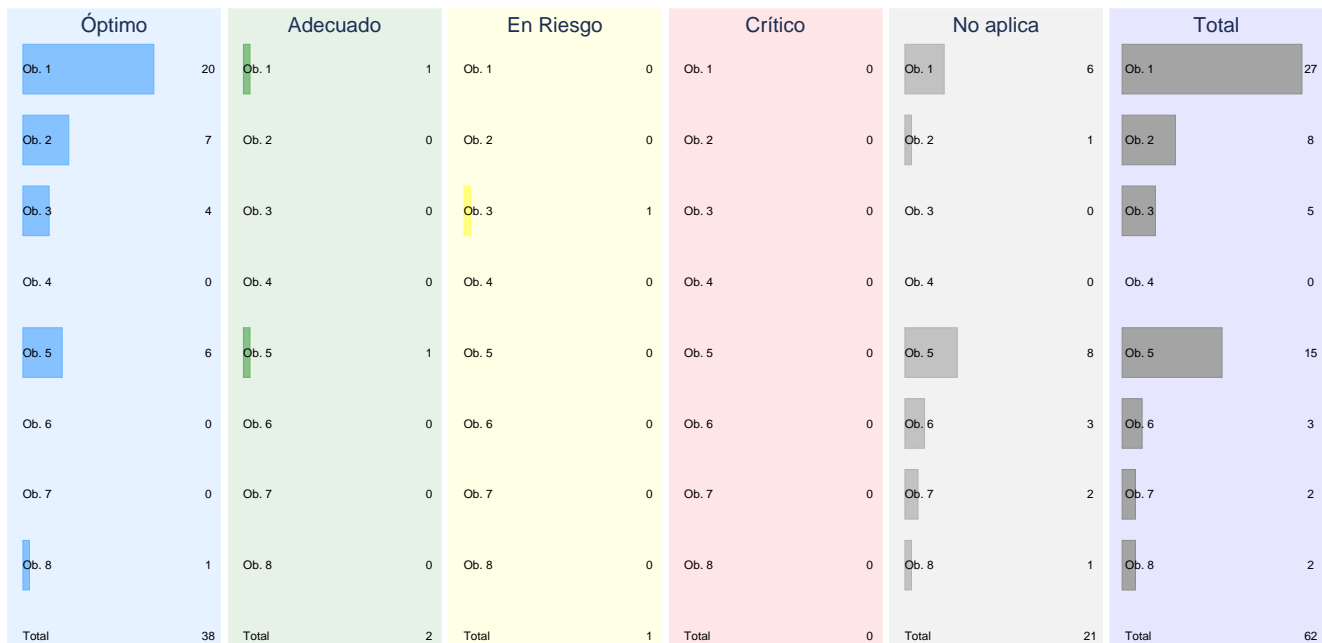 Óptimo Adecuado En Riesgo Crítico No aplica Total
Ob. 1 20 Ob. 1 1 Ob. 1 0 Ob. 1 0 Ob. 1 6 Ob. 1 27
Ob. 2 7 Ob. 2 0 Ob. 2 0 Ob. 2 0 Ob. 2 1 Ob. 2 8
Ob. 3 4 Ob. 3 0 Ob. 3 1 Ob. 3 0 Ob. 3 0 Ob. 3 5
Ob. 4 0 Ob. 4 0 Ob. 4 0 Ob. 4 0 Ob. 4 0 Ob. 4 0
Ob. 5 6 Ob. 5 1 Ob. 5 0 Ob. 5 0 Ob. 5 8 Ob. 5 15
Ob. 6 0 Ob. 6 0 Ob. 6 0 Ob. 6 0 Ob. 6 3 Ob. 6 3
Ob. 7 0 Ob. 7 0 Ob. 7 0 Ob. 7 0 Ob. 7 2 Ob. 7 2
Ob. 8 1 Ob. 8 0 Ob. 8 0 Ob. 8 0 Ob. 8 1 Ob. 8 2
Total 38 Total 2 Total 1 Total 0 Total 21 Total 62